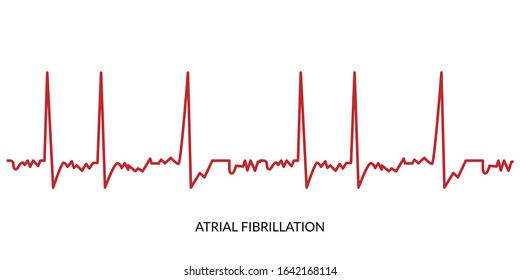 ATRIAL FIBRILLATION
shutterstock.com · 1642168114